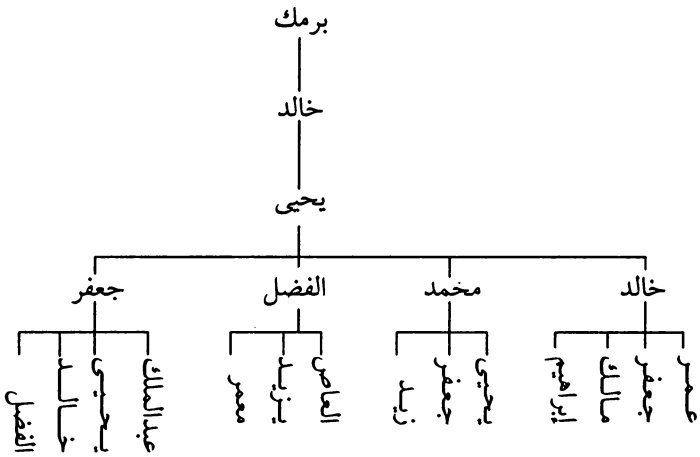 برمك
خالد
يحيى
خالد
محمد
الفضل
جعفر
عمر
جعفر
مالك
إبراهيم
يحيى
جعفر
زيد
العاص
يزيد
معمر
عبدالملك
يحيى
خالد
الفضل